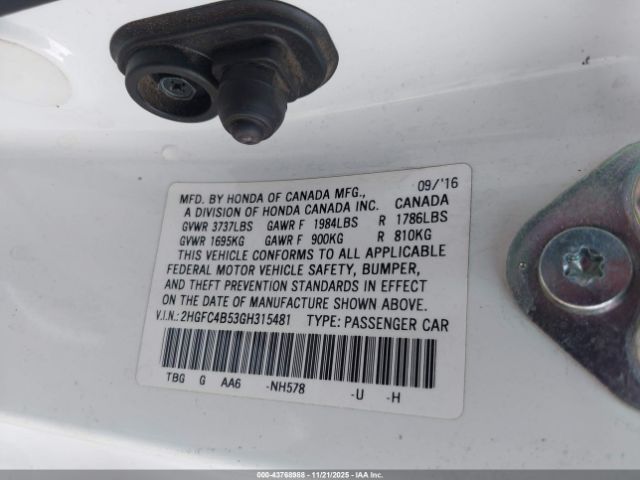 MFD. BY HONDA OF CANADA MFG., 09/'16
A DIVISION OF HONDA CANADA INC. CANADA
GVWR 3737LBS GAWR F 1984LBS R 1786LBS
GVWR 1695KG GAWR F 900KG R 810KG
THIS VEHICLE CONFORMS TO ALL APPLICABLE
FEDERAL MOTOR VEHICLE SAFETY, BUMPER,
AND THEFT PREVENTION STANDARDS IN EFFECT
ON THE DATE OF MANUFACTURE SHOWN ABOVE.
V.I.N.: 2HGFC4B53GH315481 TYPE: PASSENGER CAR
TBG G AA6 -NH578 -U -H
000-43768988 - 11/21/2025 - IAA Inc.